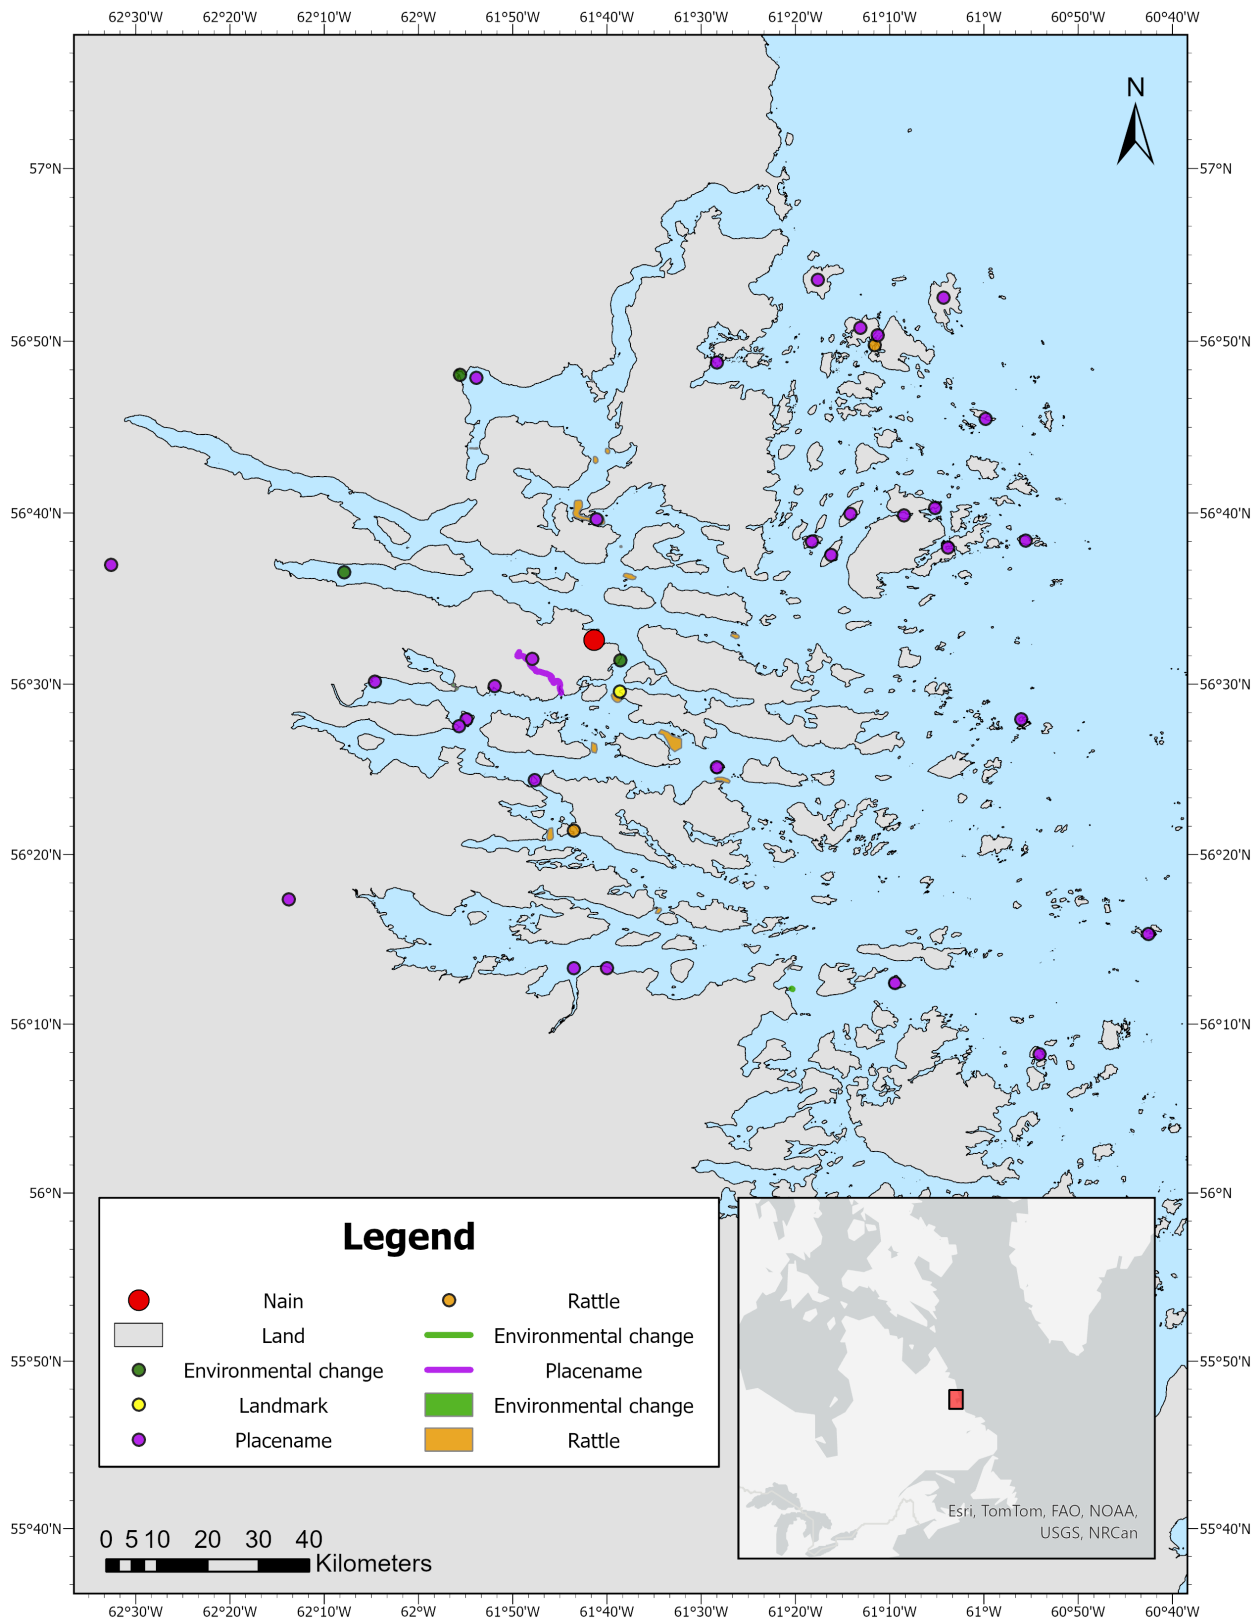 62°30'W 62°20'W 62°10'W 62°W 61°50'W 61°40'W 61°30'W 61°20'W 61°10'W 61°W 60°50'W 60°40'W
N
57°N 57°N
56°50'N 56°50'N
56°40'N 56°40'N
56°30'N 56°30'N
56°20'N 56°20'N
56°10'N 56°10'N
56°N 56°N
Legend
Nain Rattle
Land Environmental change
55°50'N 55°50'N
Environmental change Placename
Landmark Environmental change
Placename Rattle
Esri, TomTom, FAO, NOAA,
USGS, NRCan
55°40'N 55°40'N
0 5 10 20 30 40
Kilometers
62°30'W 62°20'W 62°10'W 62°W 61°50'W 61°40'W 61°30'W 61°20'W 61°10'W 61°W 60°50'W 60°40'W